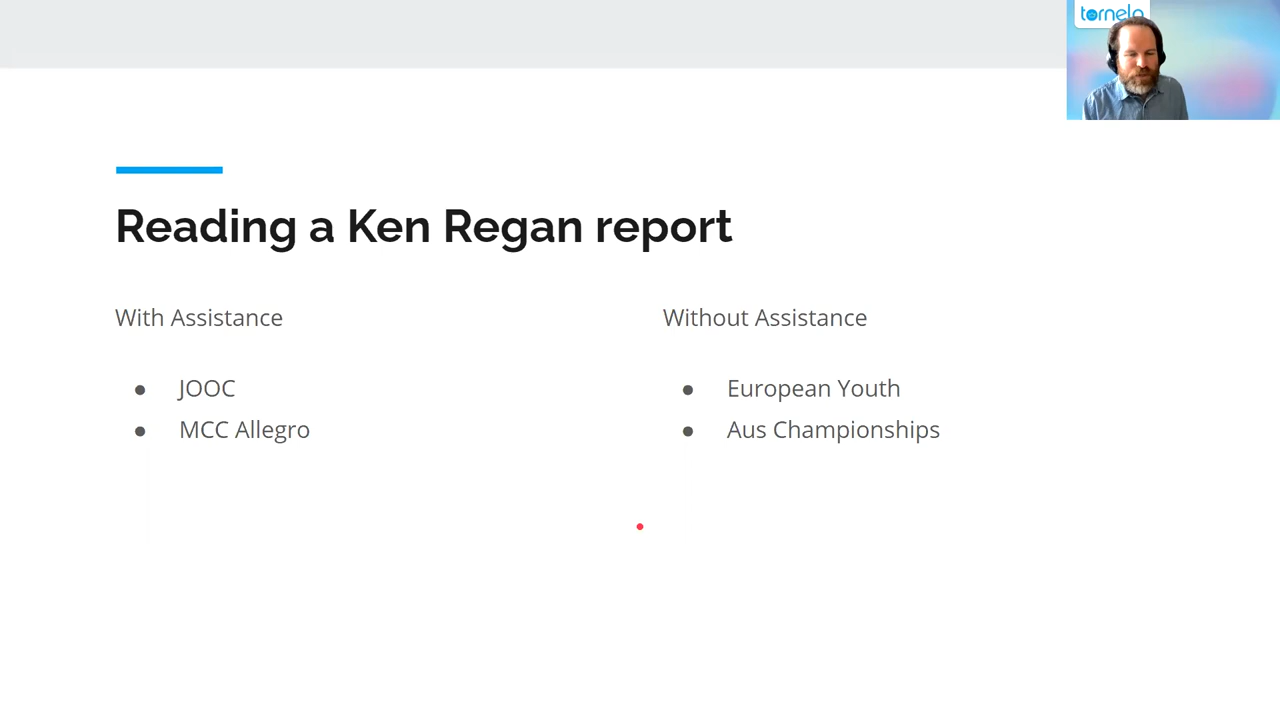 tornelo
Reading a Ken Regan report
With Assistance
● JOOC
● MCC Allegro
Without Assistance
● European Youth
● Aus Championships